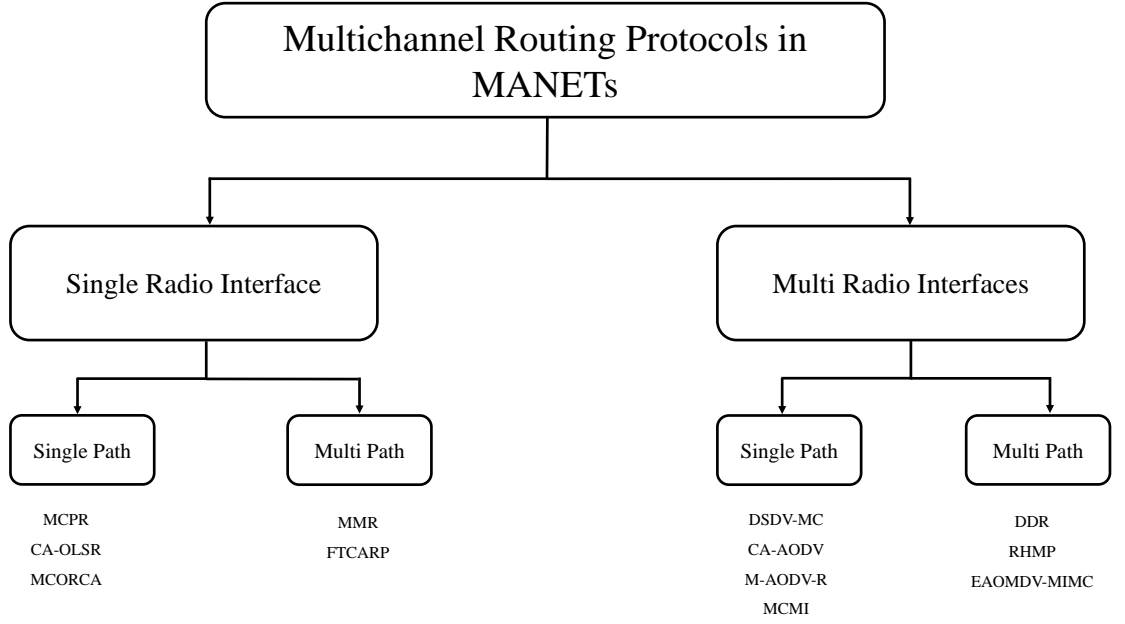 Multichannel Routing Protocols in
MANETs
Single Radio Interface
Multi Radio Interfaces
Single Path
Multi Path
Single Path
Multi Path
MCPR
CA-OLSR
MCORCA
MMR
FTCARP
DSDV-MC
CA-AODV
M-AODV-R
MCMI
DDR
RHMP
EAOMDV-MIMC